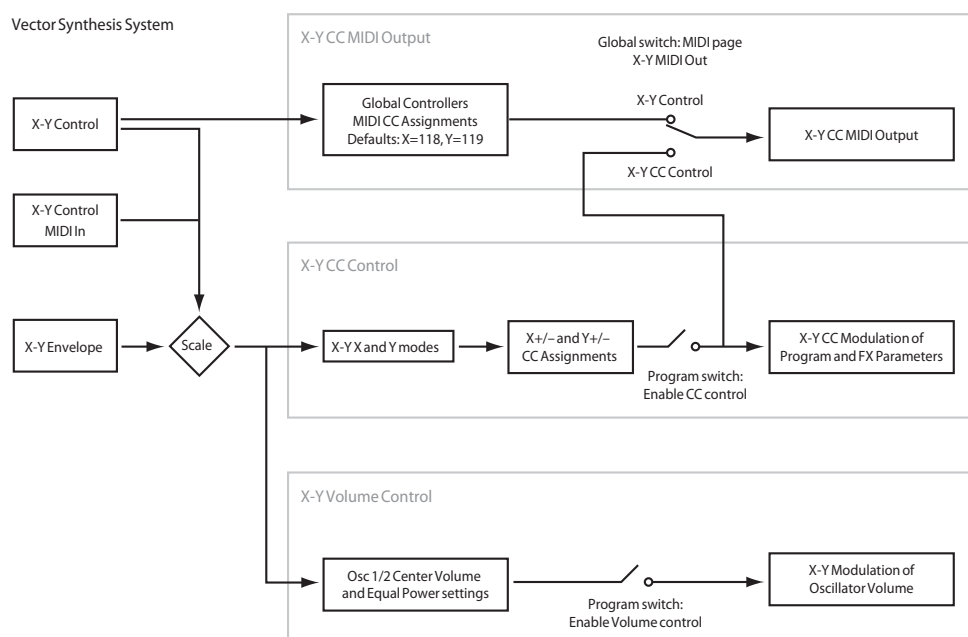 Vector Synthesis System
X-Y CC MIDI Output
Global switch: MIDI page
X-Y MIDI Out
X-Y Control
Global Controllers
MIDI CC Assignments
Defaults: X=118, Y=119
X-Y Control
X-Y CC MIDI Output
X-Y CC Control
X-Y Control
MIDI In
X-Y CC Control
X-Y Envelope
Scale
X-Y X and Y modes
X+/– and Y+/–
CC Assignments
Program switch:
Enable CC control
X-Y CC Modulation of
Program and FX Parameters
X-Y Volume Control
Osc 1/2 Center Volume
and Equal Power settings
Program switch:
Enable Volume control
X-Y Modulation of
Oscillator Volume